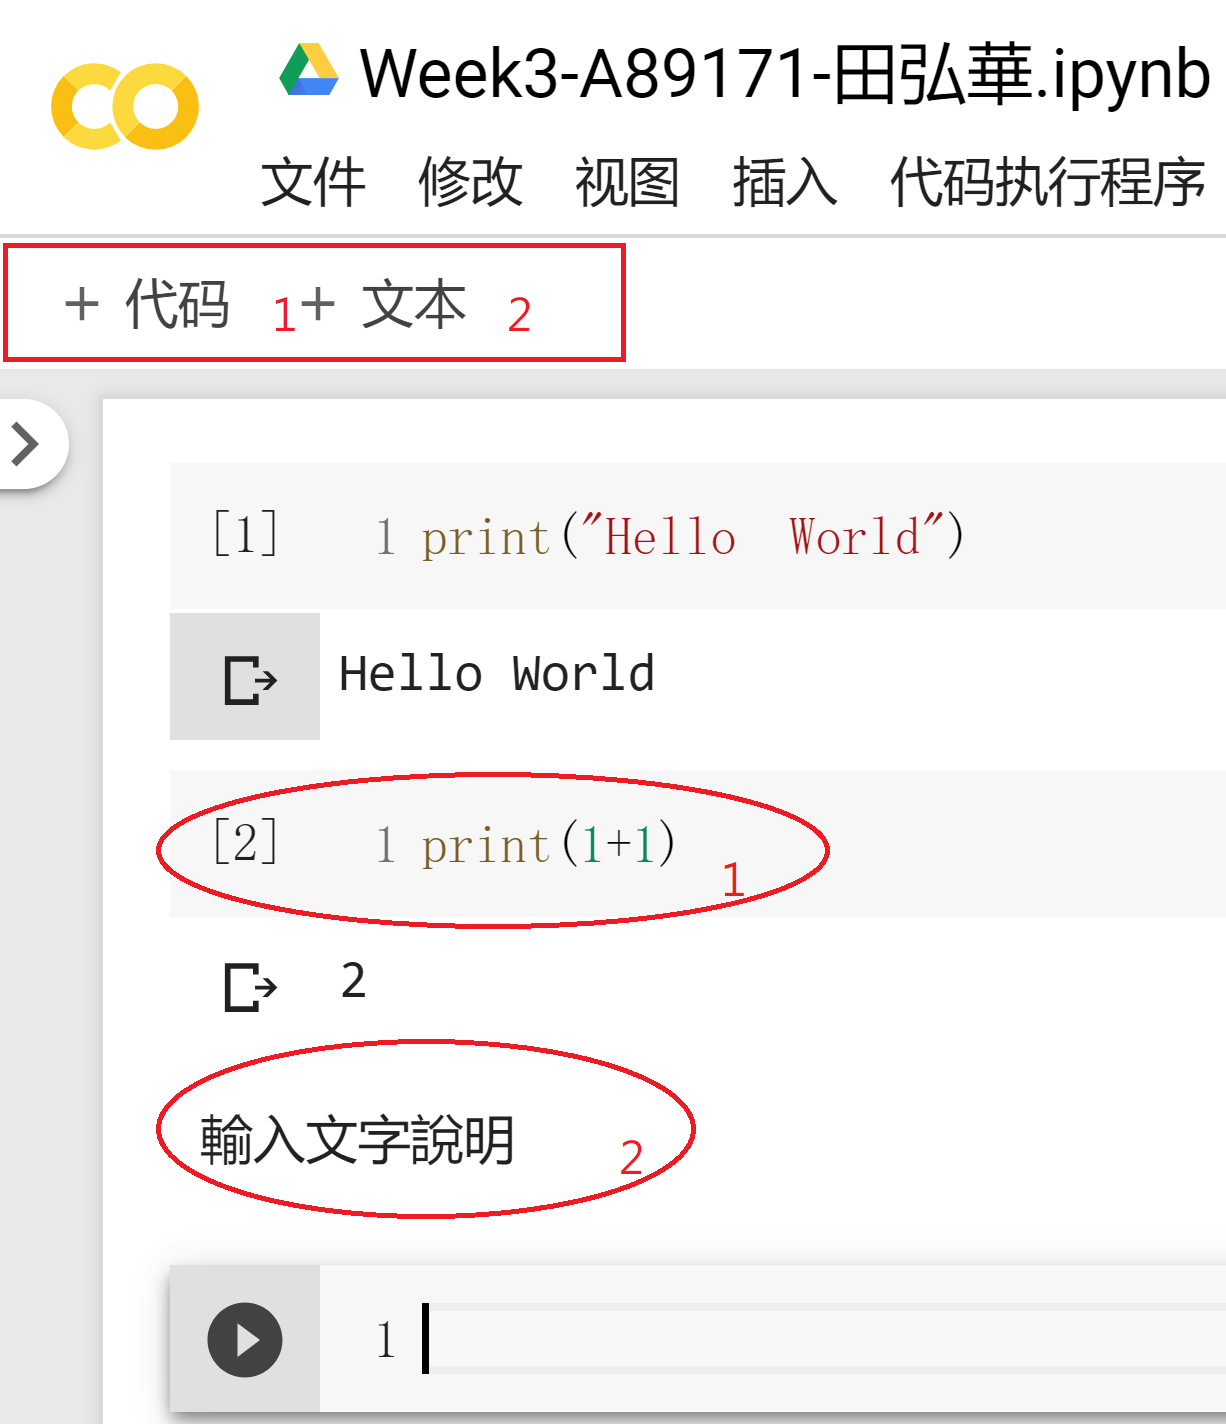 Week3-A89171-田弘華.ipynb
文件 修改 视图 插入 代码执行程序
+ 代码 1 + 文本 2
[1] 1 print("Hello World")
Hello World
[2] 1 print(1+1) 1
2
輸入文字說明 2
1